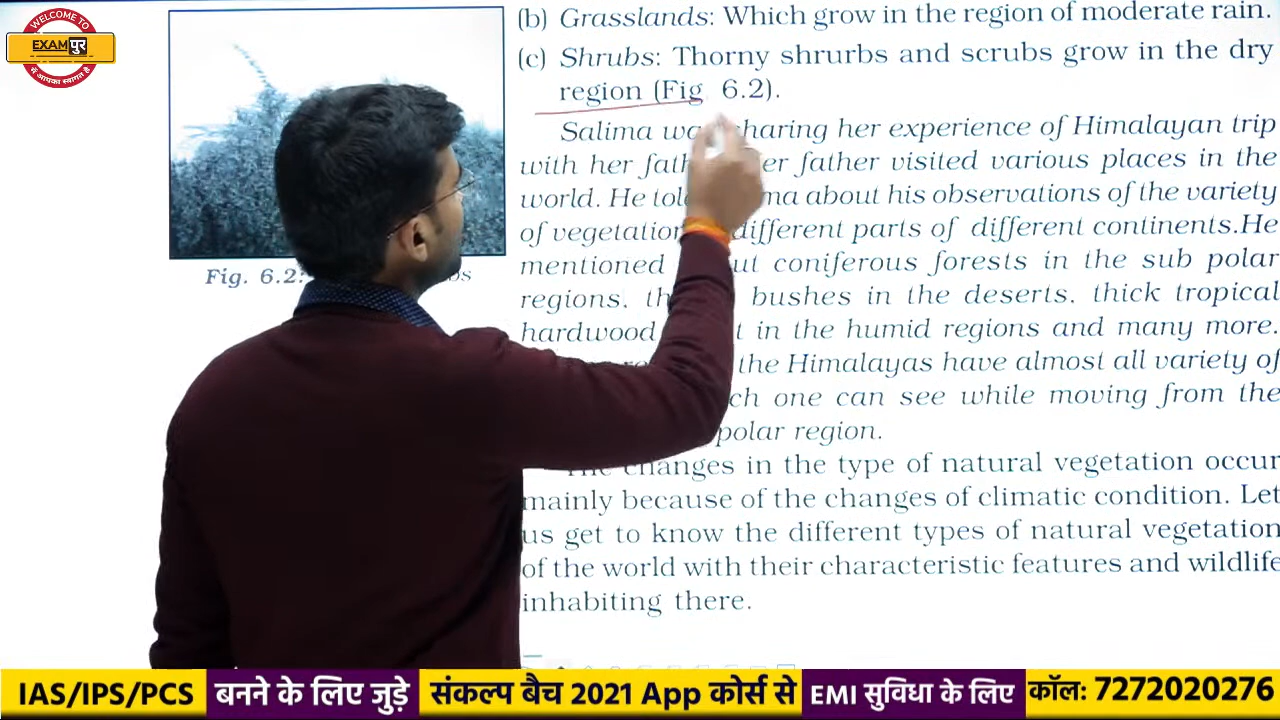 WELCOME TO
EXAMपुर
में आपका स्वागत है
(b) Grasslands: Which grow in the region of moderate rain.
(c) Shrubs: Thorny shrurbs and scrubs grow in the dry
region (Fig 6.2).
Salima sharing her experience of Himalayan trip
with her father visited various places in the
world. He about his observations of the variety
of vegetation different parts of different continents.He
mentioned coniferous forests in the sub polar
regions, bushes in the deserts, thick tropical
hardwood in the humid regions and many more.
the Himalayas have almost all variety of
one can see while moving from the
polar region.
Fig. 6.2:
The changes in the type of natural vegetation occur
mainly because of the changes of climatic condition. Let
us get to know the different types of natural vegetation
of the world with their characteristic features and wildlife
inhabiting there.
IAS/IPS/PCS बनने के लिए जुड़े संकल्प बैच 2021 App कोर्स से EMI सुविधा के लिए कॉल: 7272020276